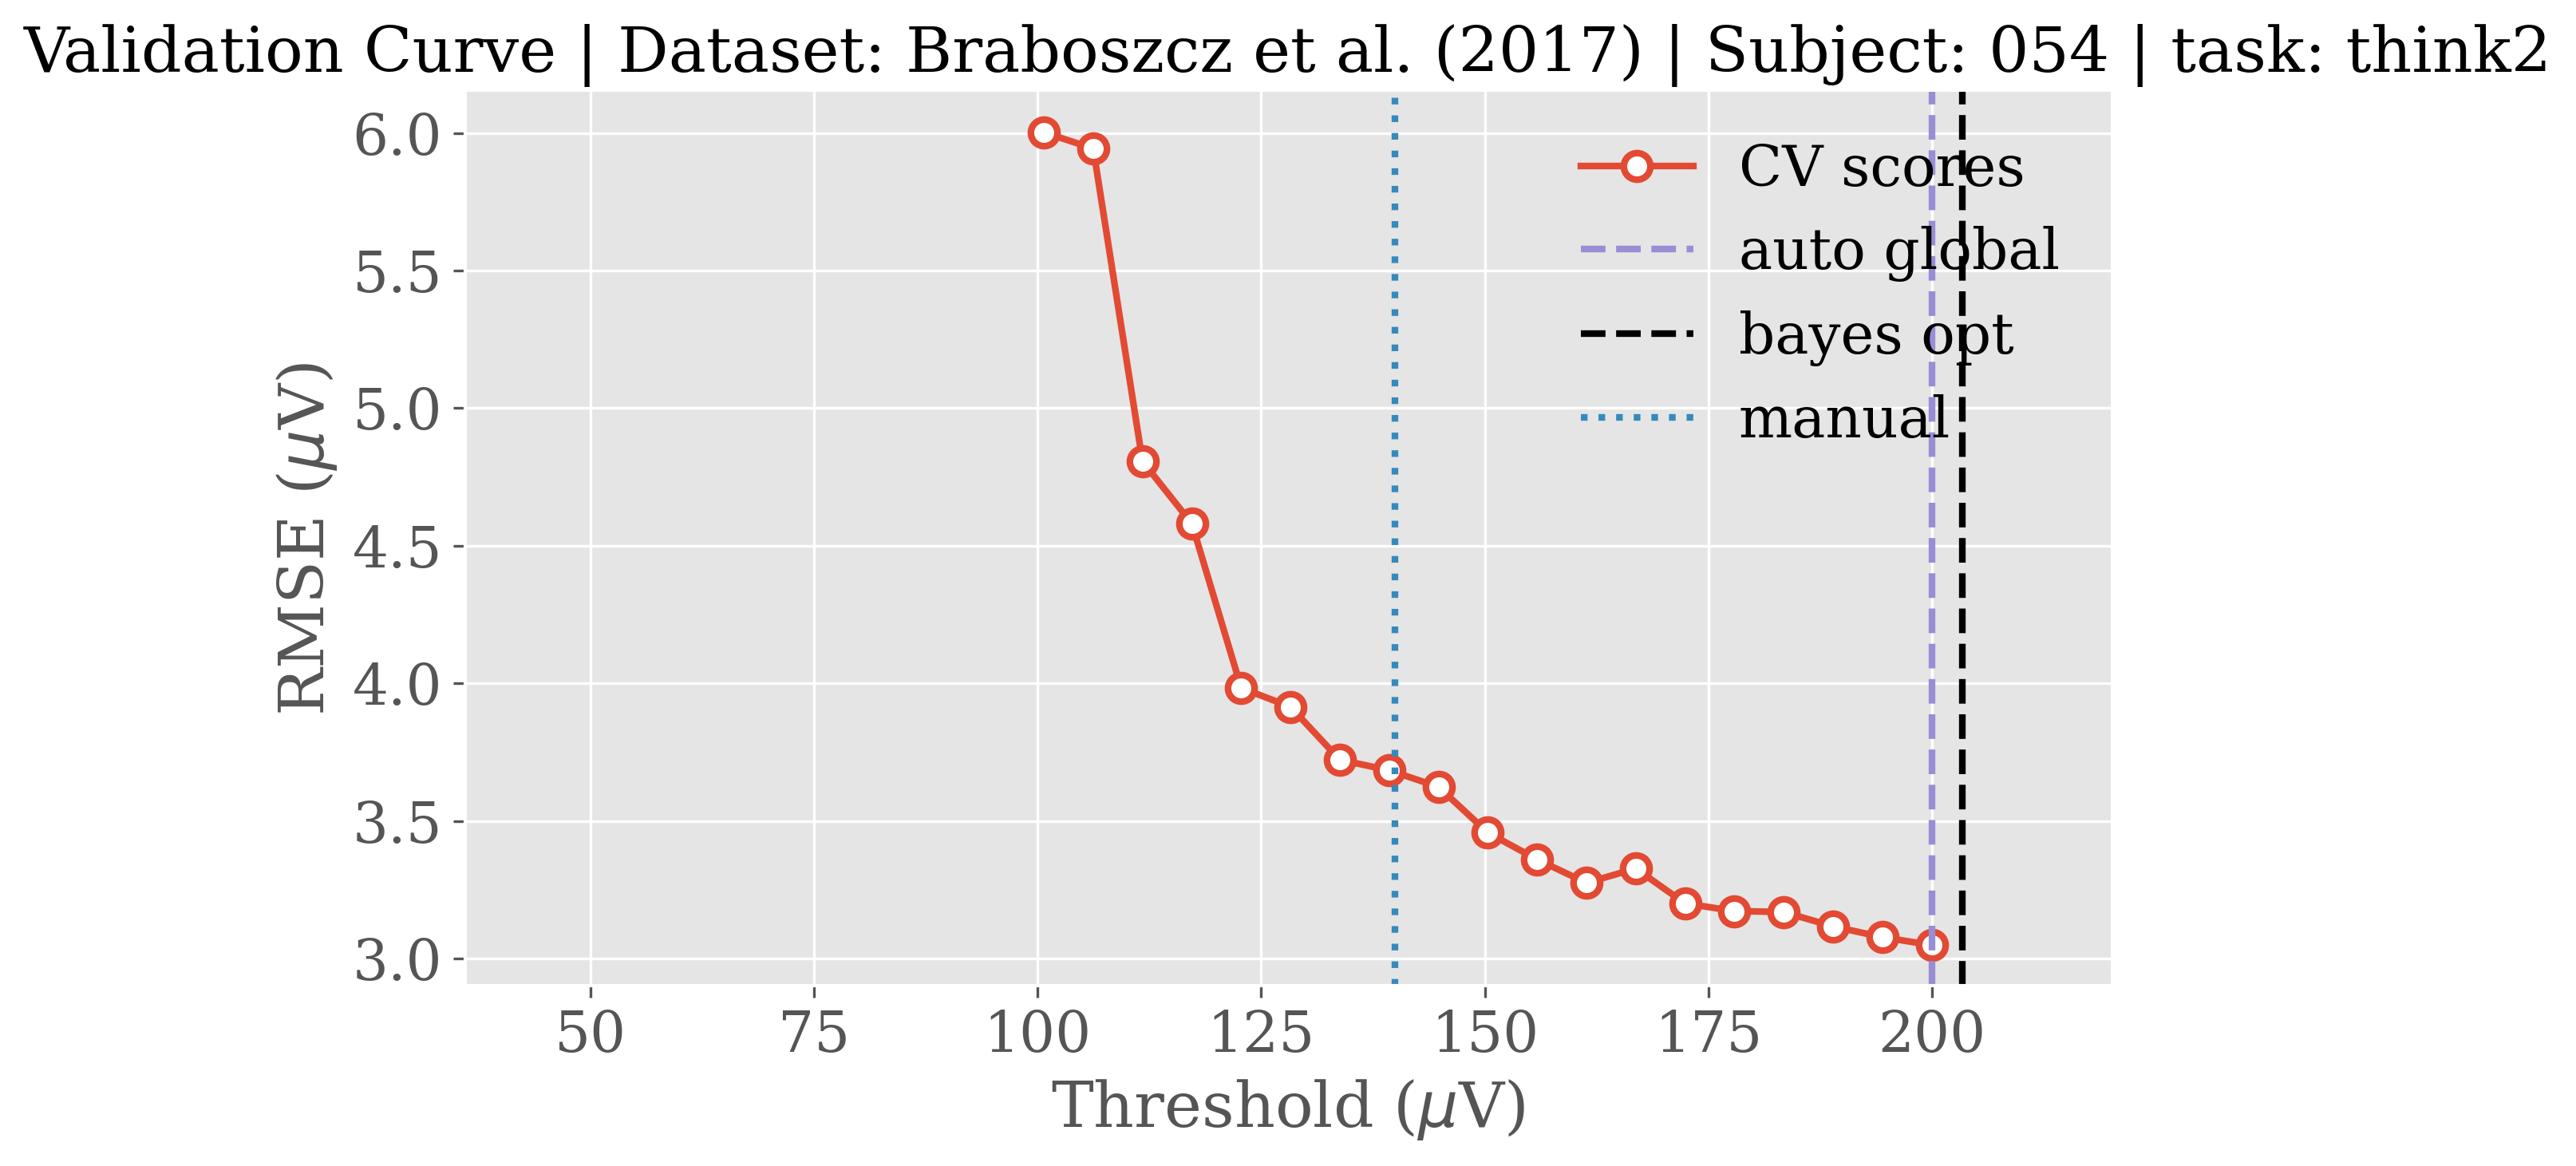 Validation Curve | Dataset: Braboszcz et al. (2017) | Subject: 054 | task: think2
RMSE (μV)
6.0
5.5
5.0
4.5
4.0
3.5
3.0
CV scores
auto global
bayes opt
manual
50 75 100 125 150 175 200
Threshold (μV)